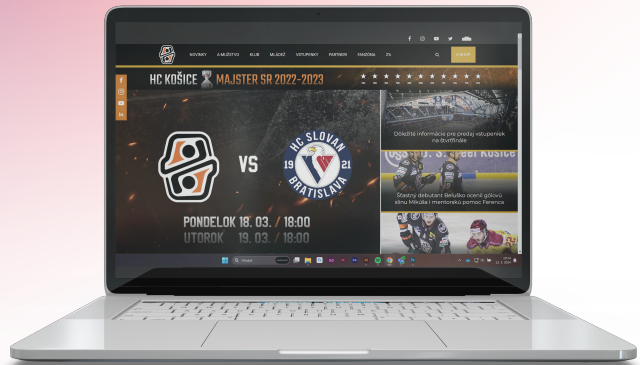 NOVINKY A-MUŽSTVO KLUB MLÁDEŽ VSTUPENKY PARTNERI FANZÓNA 2%
HC KOŠICE MAJSTER SR 2022-2023
HC SLOVAN
19 21
BRATISLAVA
VS
PONDELOK 18. 03. / 18:00
UTOROK 19. 03. / 18:00
Dôležité informácie pre predaj vstupeniek
na štvrťfinále
Šťastný debutant Beluško ocenil gólovú
silnu Mikúša i mentorskú pomoc Ferenca